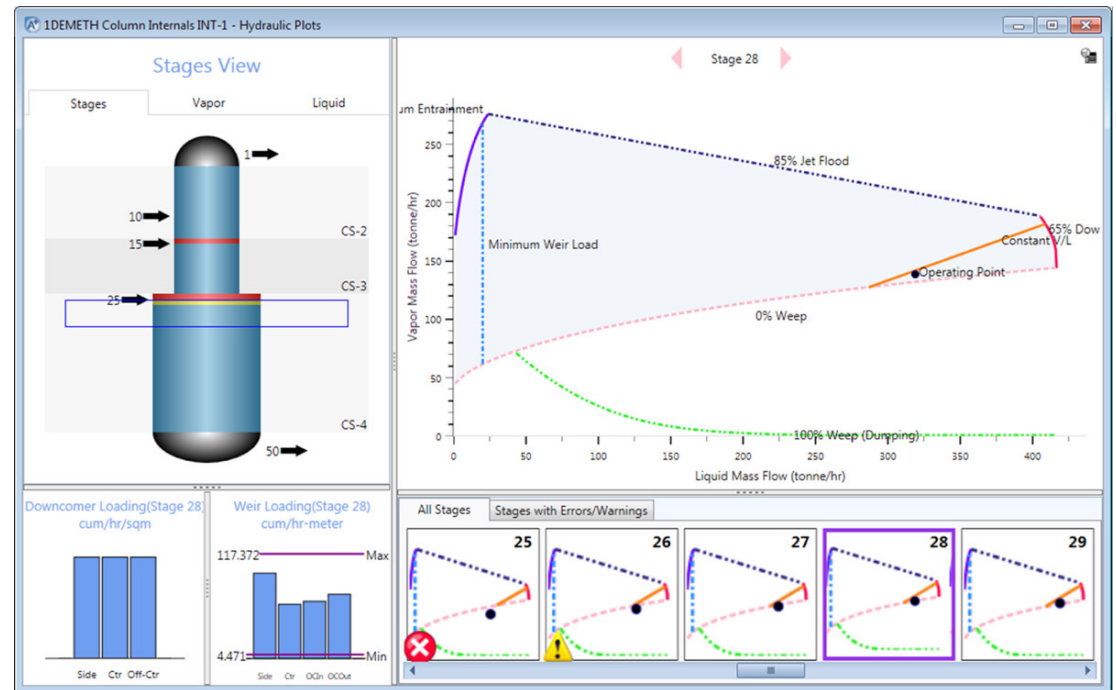 1DEMETH Column Internals INT-1 - Hydraulic Plots
Stages View
Stages Vapor Liquid
1
10
CS-2
15
CS-3
25
CS-4
50
Downcomer Loading(Stage 28)
cum/hr/sqm
Side Ctr Off-Ctr
Weir Loading(Stage 28)
cum/hr-meter
117.372 Max
4.471 Min
Side Ctr OCIn OCOut
Stage 28
um Entrainment
85% Jet Flood
65% Dow
Constant V/L
Minimum Weir Load
Operating Point
0% Weep
100% Weep (Dumping)
Vapor Mass Flow (tonne/hr)
250
200
150
100
50
0
0 50 100 150 200 250 300 350 400
Liquid Mass Flow (tonne/hr)
All Stages Stages with Errors/Warnings
25 26 27 28 29